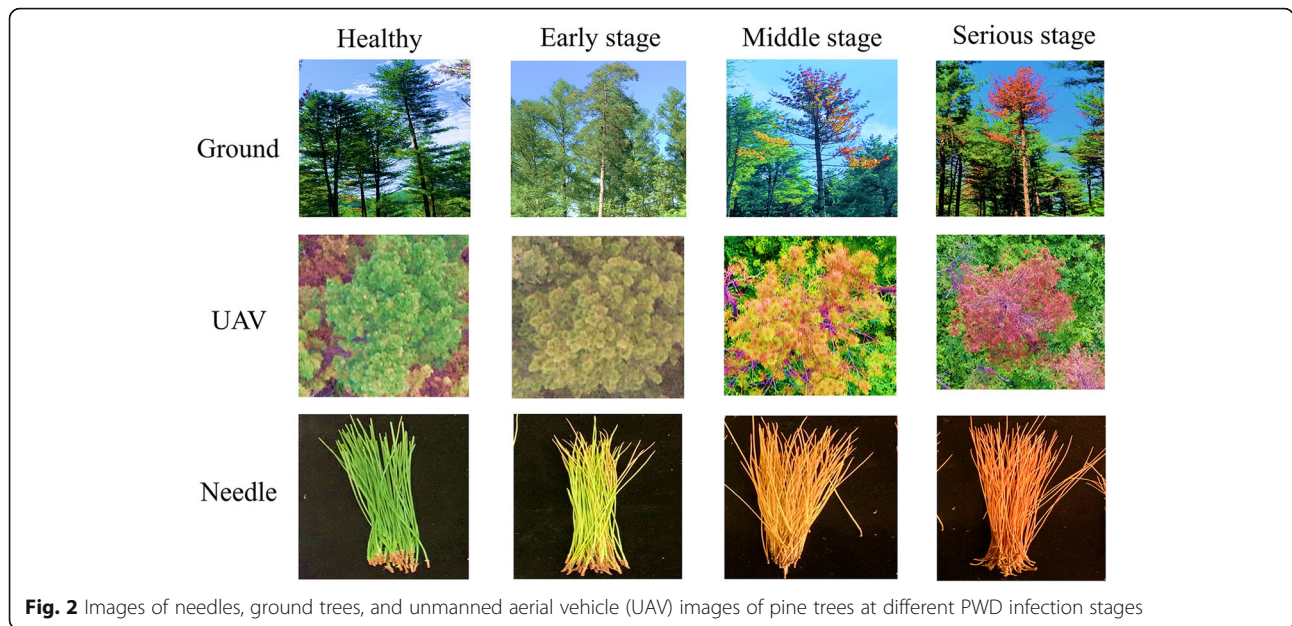 Healthy Early stage Middle stage Serious stage
Ground
UAV
Needle
Fig. 2 Images of needles, ground trees, and unmanned aerial vehicle (UAV) images of pine trees at different PWD infection stages